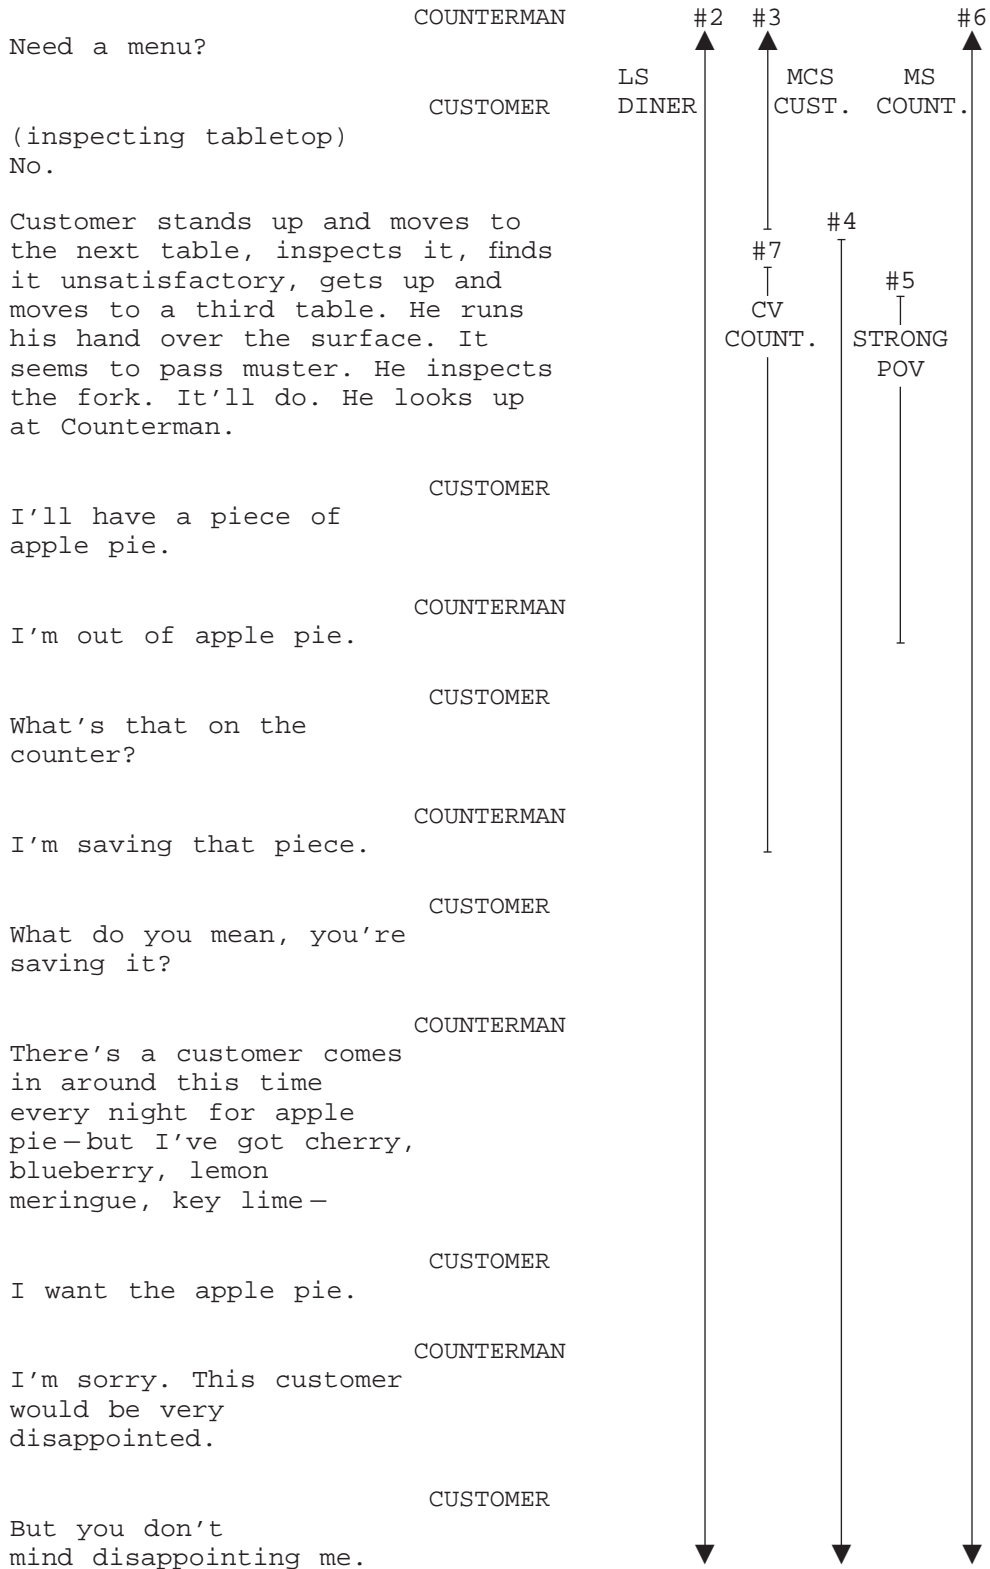 COUNTERMAN #2 #3 #6
Need a menu?
LS MCS MS
CUSTOMER DINER CUST. COUNT.
(inspecting tabletop)
No.
Customer stands up and moves to #4
the next table, inspects it, finds #7
it unsatisfactory, gets up and #5
moves to a third table. He runs CV
his hand over the surface. It COUNT. STRONG
seems to pass muster. He inspects POV
the fork. It'll do. He looks up
at Counterman.
CUSTOMER
I'll have a piece of
apple pie.
COUNTERMAN
I'm out of apple pie.
CUSTOMER
What's that on the
counter?
COUNTERMAN
I'm saving that piece.
CUSTOMER
What do you mean, you're
saving it?
COUNTERMAN
There's a customer comes
in around this time
every night for apple
pie—but I've got cherry,
blueberry, lemon
meringue, key lime—
CUSTOMER
I want the apple pie.
COUNTERMAN
I'm sorry. This customer
would be very
disappointed.
CUSTOMER
But you don't
mind disappointing me.